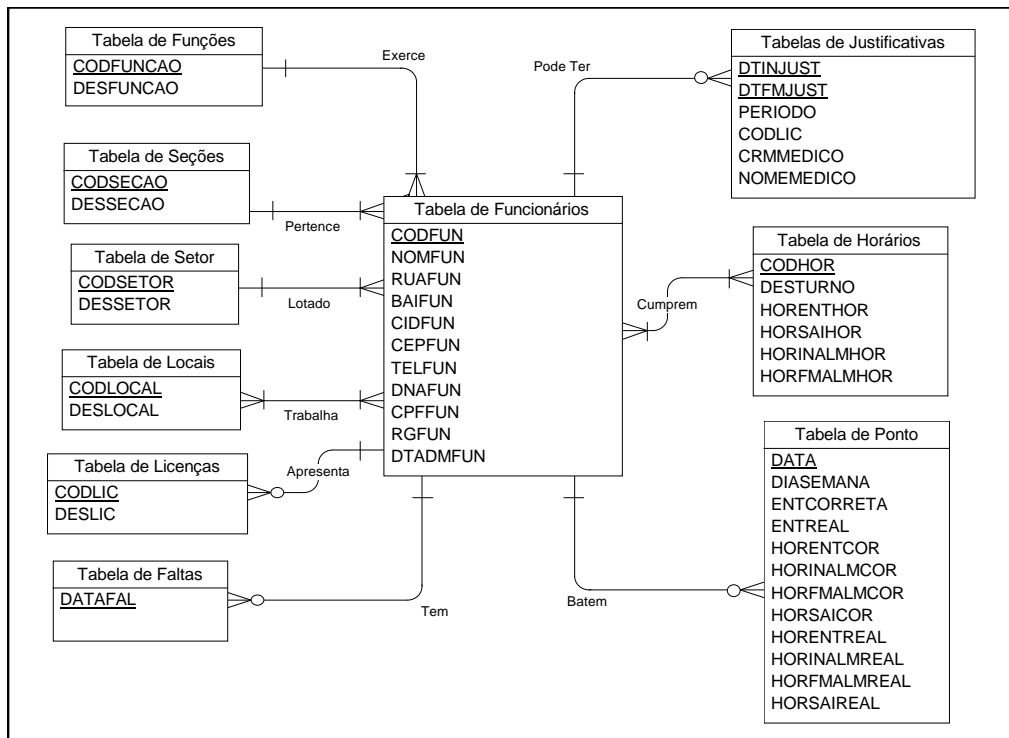 Tabela de Funções
CODFUNCAO
DESFUNCAO
Exerce
Pode Ter
Tabelas de Justificativas
DTINJUST
DTFMJUST
PERIODO
CODLIC
CRMMEDICO
NOMEMEDICO
Tabela de Seções
CODSECAO
DESSECAO
Pertence
Tabela de Setor
CODSETOR
DESSETOR
Lotado
Tabela de Locais
CODLOCAL
DESLOCAL
Trabalha
Tabela de Licenças
CODLIC
DESLIC
Apresenta
Tabela de Faltas
DATAFAL
Tem
Tabela de Funcionários
CODFUN
NOMFUN
RUAFUN
BAIFUN
CIDFUN
CEPFUN
TELFUN
DNAFUN
CPFFUN
RGFUN
DTADMFUN
Cumprem
Tabela de Horários
CODHOR
DESTURNO
HORENTHOR
HORSAIHOR
HORINALMHOR
HORFMALMHOR
Batem
Tabela de Ponto
DATA
DIASEMANA
ENTCORRETA
ENTREAL
HORENTCOR
HORINALMCOR
HORFMALMCOR
HORSAICOR
HORENTREAL
HORINALMREAL
HORFMALMREAL
HORSAIREAL